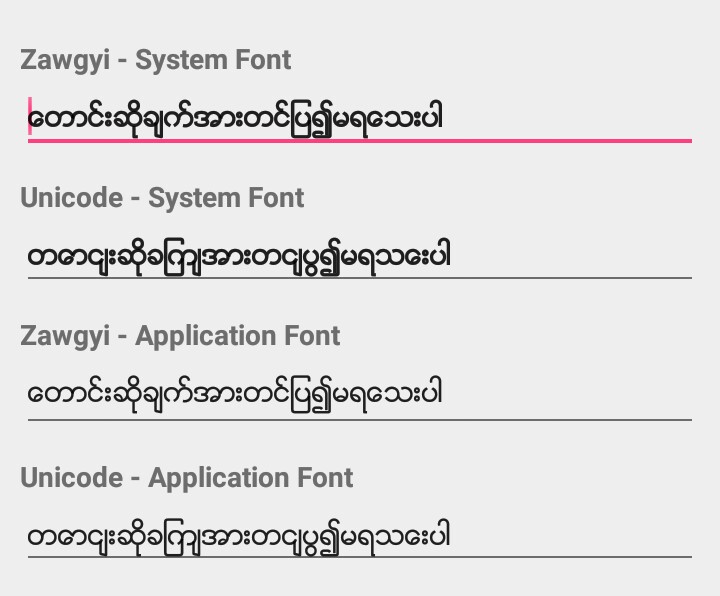 Zawgyi - System Font
တောင်းဆိုချက်အားတင်ပြ၍မရသေးပါ
Unicode - System Font
တ​ောငျးဆိုခကြျအားတငျပွ၍မရသ​ေးပါ
Zawgyi - Application Font
တောင်းဆိုချက်အားတင်ပြ၍မရသေးပါ
Unicode - Application Font
တ​ောငျးဆိုခကြျအားတငျပွ၍မရသ​ေးပါ